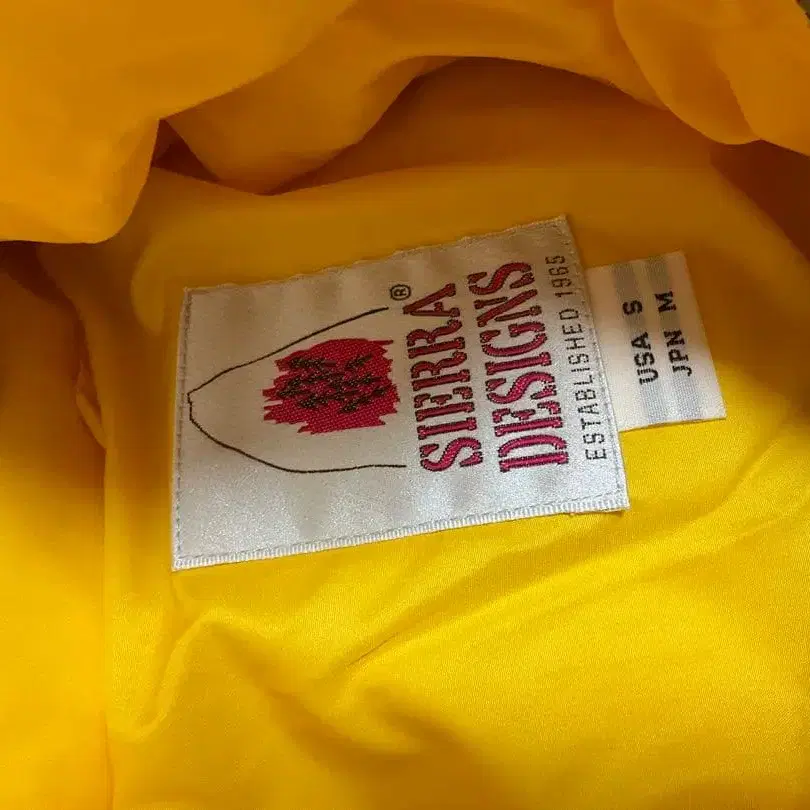 ®
SIERRA
DESIGNS
ESTABLISHED 1965
USA S
JPN M